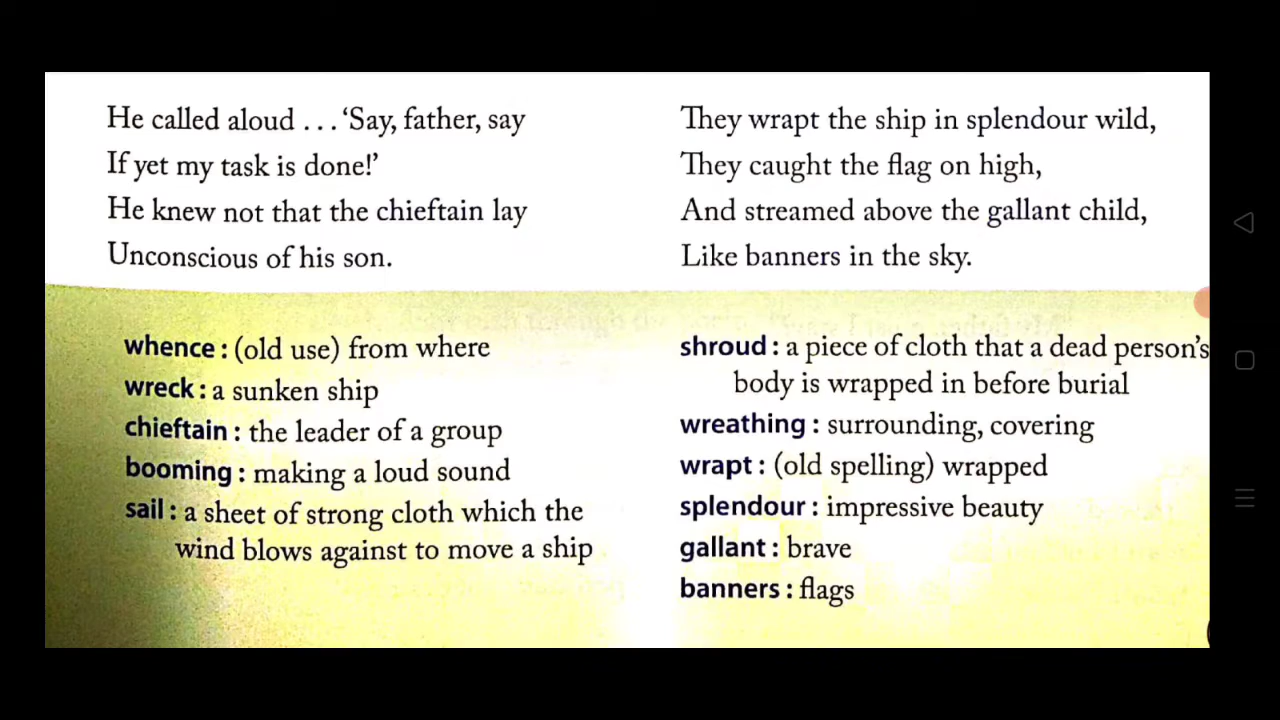 He called aloud . . . ‘Say, father, say
If yet my task is done!’
He knew not that the chieftain lay
Unconscious of his son.
They wrapt the ship in splendour wild,
They caught the flag on high,
And streamed above the gallant child,
Like banners in the sky.
whence : (old use) from where
wreck : a sunken ship
chieftain : the leader of a group
booming : making a loud sound
sail : a sheet of strong cloth which the
wind blows against to move a ship
shroud : a piece of cloth that a dead person’s
body is wrapped in before burial
wreathing : surrounding, covering
wrapt : (old spelling) wrapped
splendour : impressive beauty
gallant : brave
banners : flags